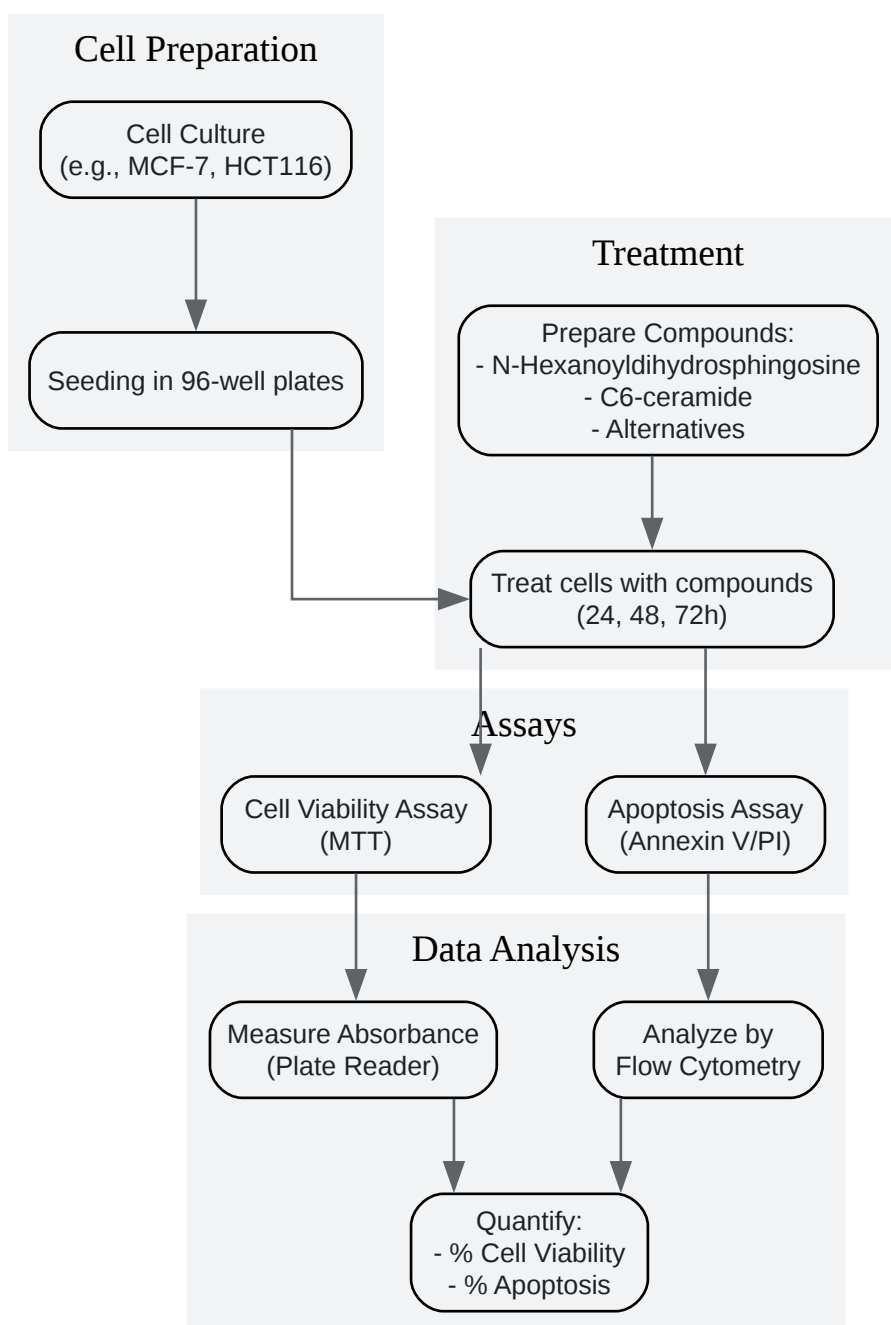 Cell Preparation
Cell Culture
(e.g., MCF-7, HCT116)
Seeding in 96-well plates
Treatment
Prepare Compounds:
- N-Hexanoyldihydrosphingosine
- C6-ceramide
- Alternatives
Treat cells with compounds
(24, 48, 72h)
Assays
Cell Viability Assay
(MTT)
Apoptosis Assay
(Annexin V/PI)
Data Analysis
Measure Absorbance
(Plate Reader)
Analyze by
Flow Cytometry
Quantify:
- % Cell Viability
- % Apoptosis